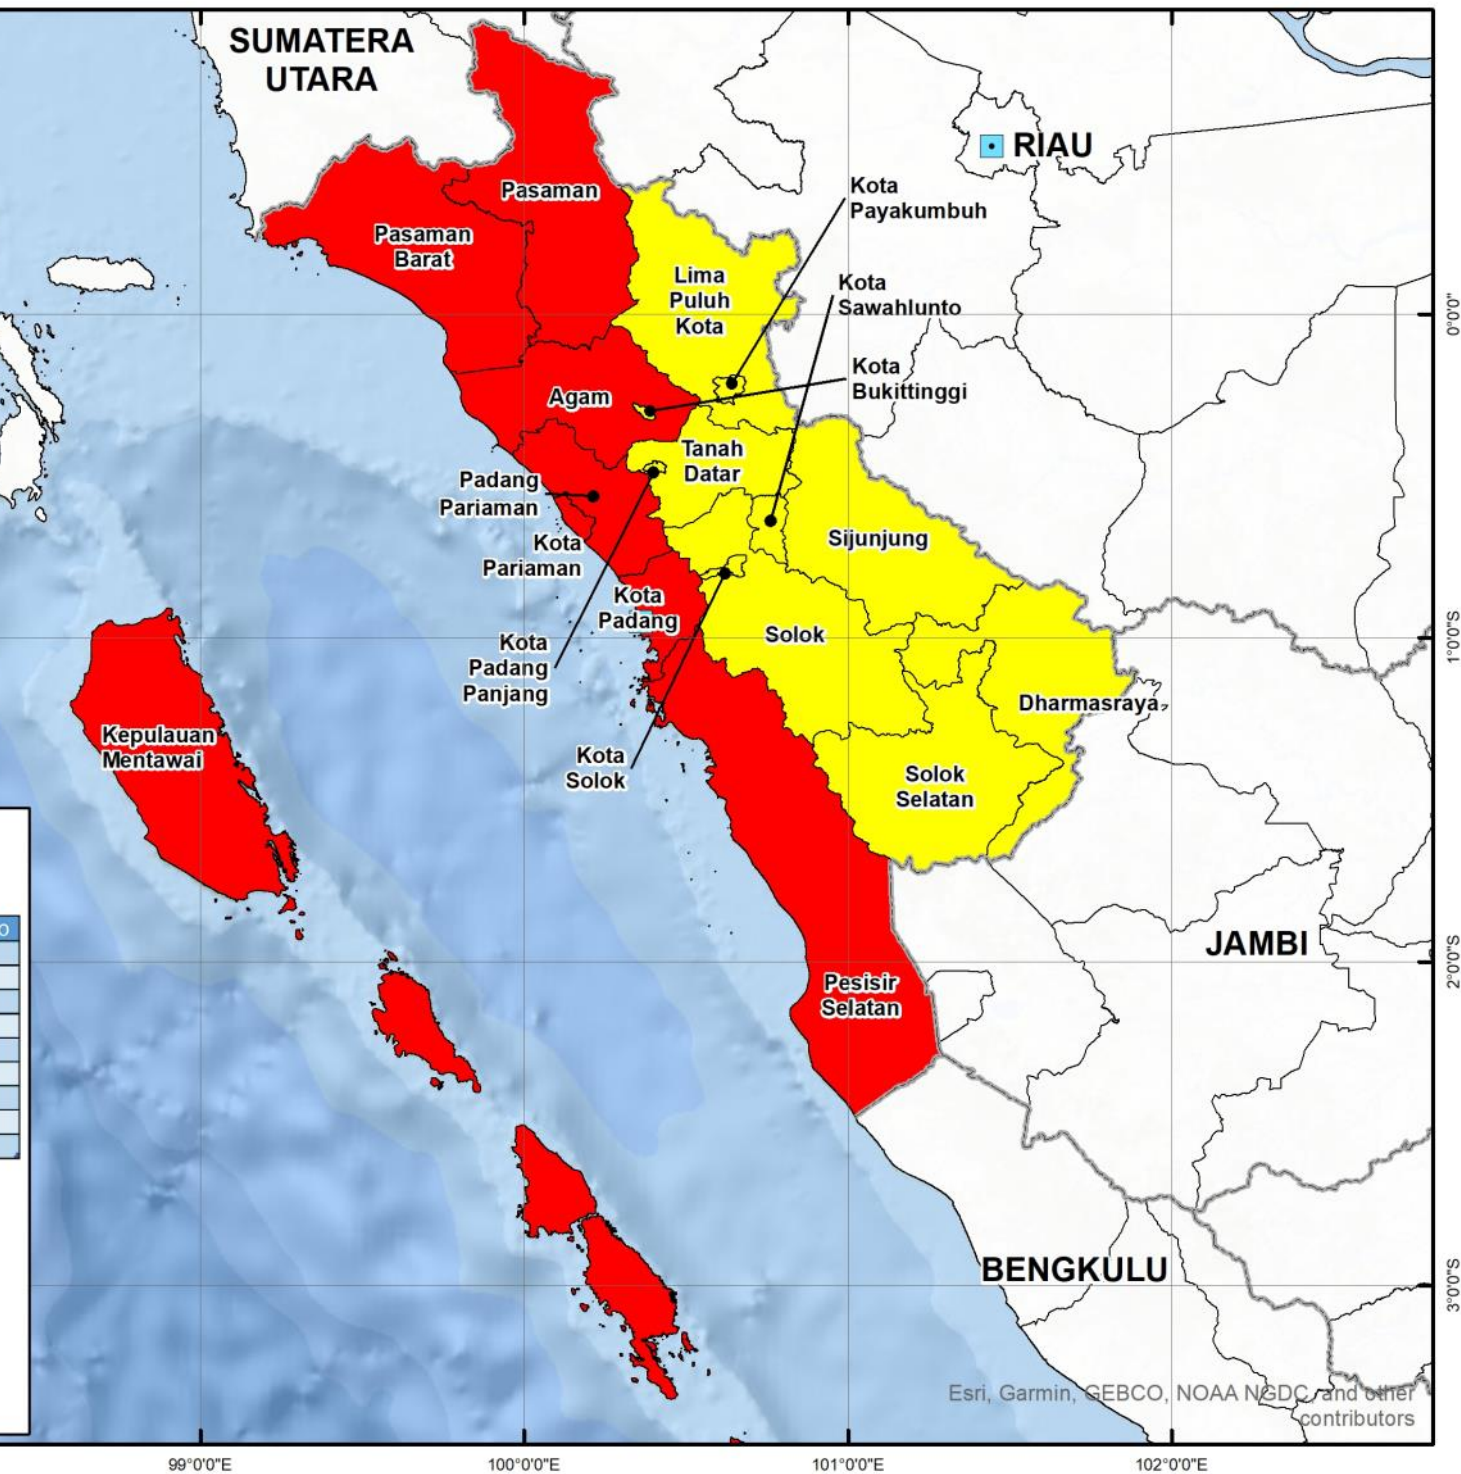 SUMATERA
UTARA
RIAU
Pasaman
Kota
Payakumbuh
Pasaman
Barat
Lima
Puluh
Kota
Kota
Sawahlunto
0°0'0"
Kota
Bukittinggi
Agam
Tanah
Datar
Padang
Pariaman
Sijunjung
Kota
Pariaman
Kota
Padang
Solok
1°0'0"S
Kota
Padang
Panjang
Dharmasraya
Kepulauan
Mentawai
Kota
Solok
Solok
Selatan
JAMBI
2°0'0"S
Pesisir
Selatan
BENGKULU
3°0'0"S
Esri, Garmin, GEBCO, NOAA NGDC, and other
contributors
99°0'0"E
100°0'0"E
101°0'0"E
102°0'0"E